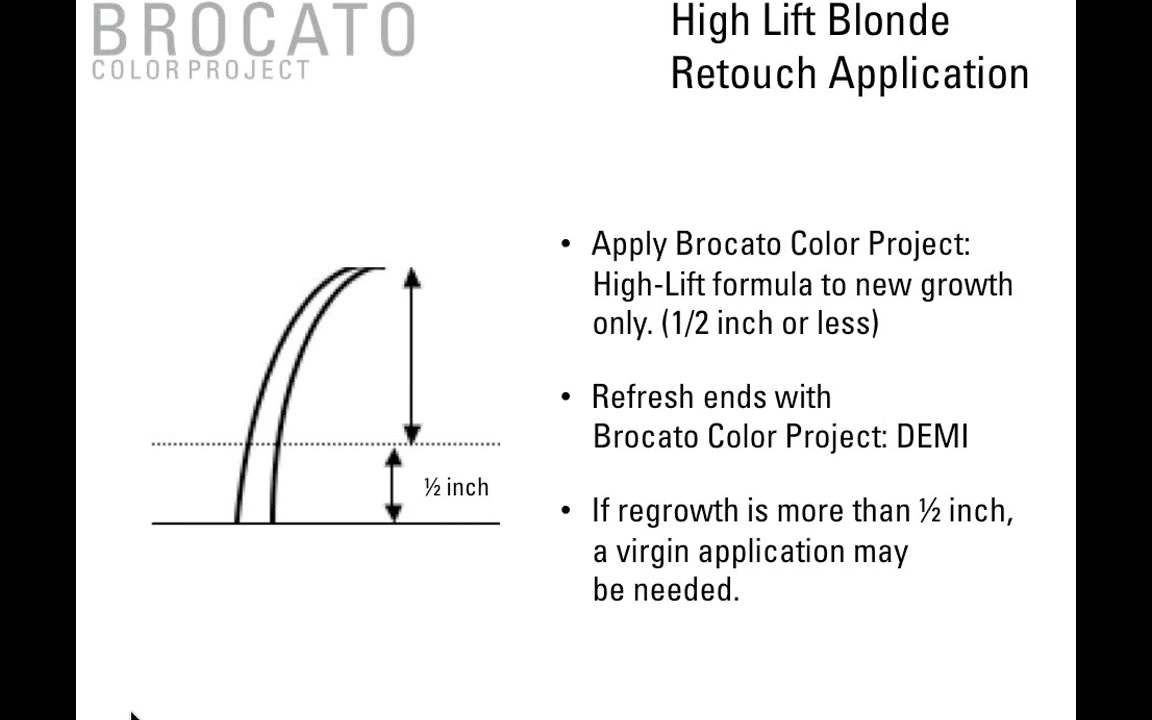 BROCATO
COLOR PROJECT
High Lift Blonde
Retouch Application
• Apply Brocato Color Project:
High-Lift formula to new growth
only. (1/2 inch or less)
• Refresh ends with
Brocato Color Project: DEMI
½ inch
• If regrowth is more than ½ inch,
a virgin application may
be needed.